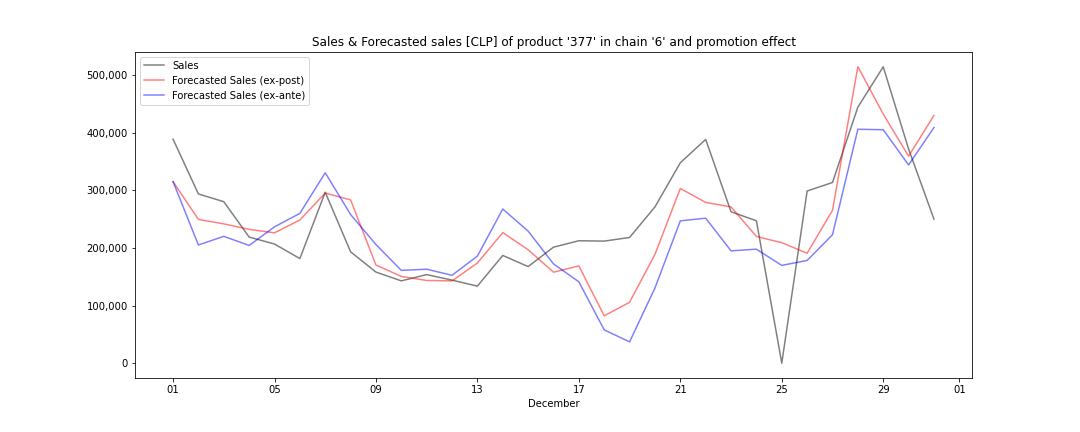 Sales & Forecasted sales [CLP] of product '377' in chain '6' and promotion effect
Sales
Forecasted Sales (ex-post)
Forecasted Sales (ex-ante)
500,000
400,000
300,000
200,000
100,000
0
01 05 09 13 17 21 25 29 01
December